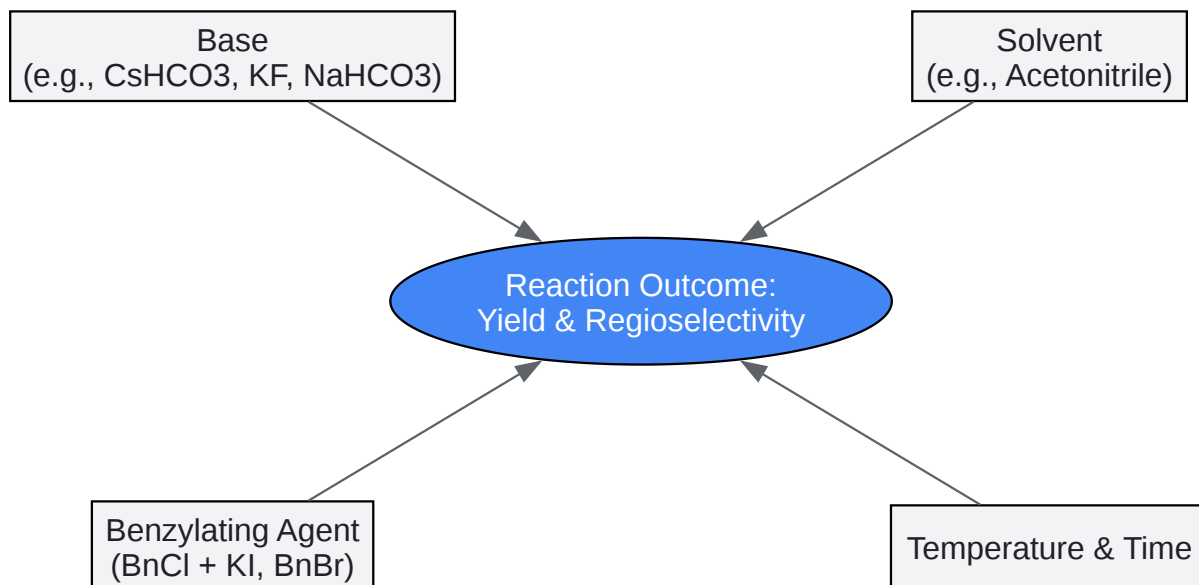 Base
(e.g., CsHCO3, KF, NaHCO3)
Solvent
(e.g., Acetonitrile)
Reaction Outcome:
Yield & Regioselectivity
Benzylating Agent
(BnCl + KI, BnBr)
Temperature & Time